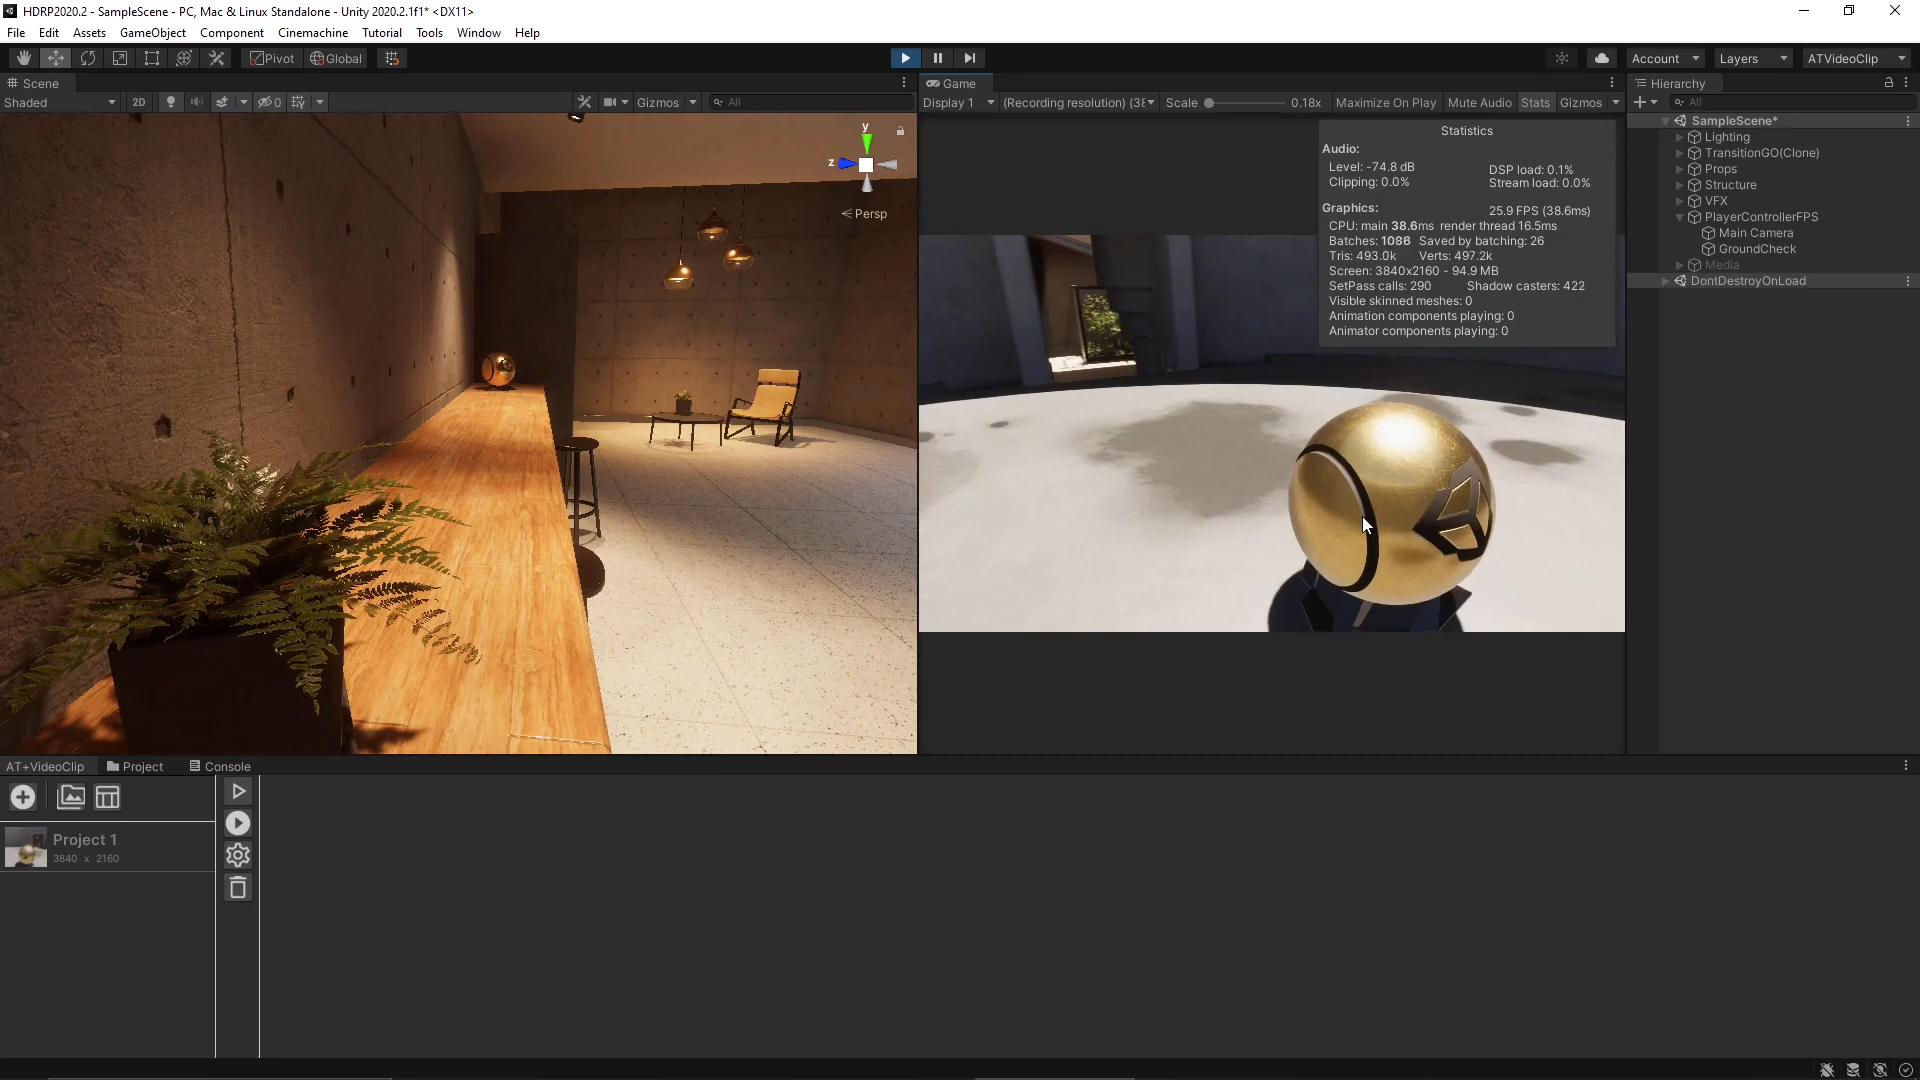 HDRP2020.2 - SampleScene - PC, Mac & Linux Standalone - Unity 2020.2.1f1* <DX11>
File Edit Assets GameObject Component Cinemachine Tutorial Tools Window Help
Pivot Global Account Layers ATVideoClip
Scene
Shaded 2D 0 Gizmos All
y
z
Persp
Game
Display 1 (Recording resolution) (38 Scale 0.18x Maximize On Play Mute Audio Stats Gizmos
Statistics
Audio:
Level: -74.8 dB DSP load: 0.1%
Clipping: 0.0% Stream load: 0.0%
Graphics: 25.9 FPS (38.6ms)
CPU: main 38.6ms render thread 16.5ms
Batches: 1086 Saved by batching: 26
Tris: 493.0k Verts: 497.2k
Screen: 3840x2160 - 94.9 MB
SetPass calls: 290 Shadow casters: 422
Visible skinned meshes: 0
Animation components playing: 0
Animator components playing: 0
Hierarchy
All
SampleScene*
Lighting
TransitionGO(Clone)
Props
Structure
VFX
PlayerControllerFPS
Main Camera
GroundCheck
Media
DontDestroyOnLoad
AT+VideoClip Project Console
Project 1
3840 x 2160